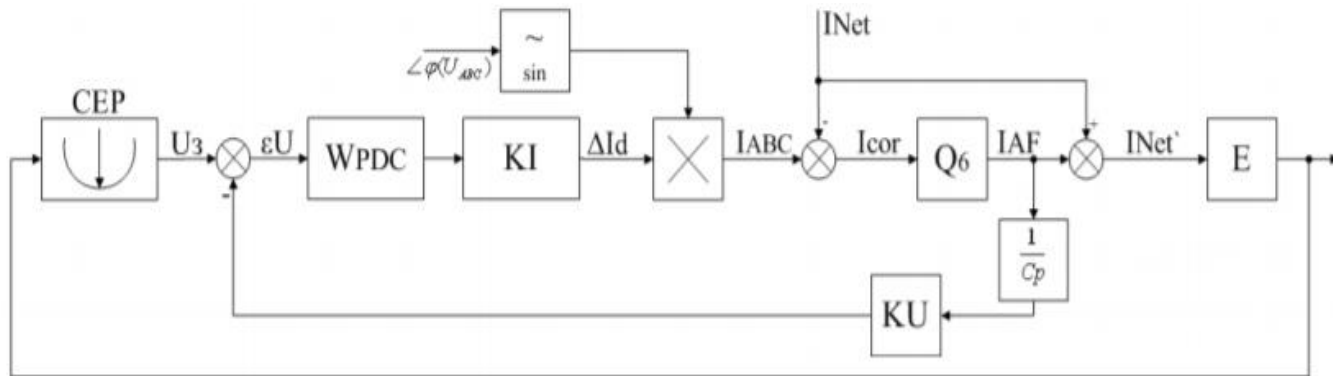 INet
~
sin
∠φ(U_ABC)
CEP
U3
εU
WPDC
KI
ΔId
IABC
-
Icor
Q6
IAF
+
INet`
E
-
1
Cp
KU